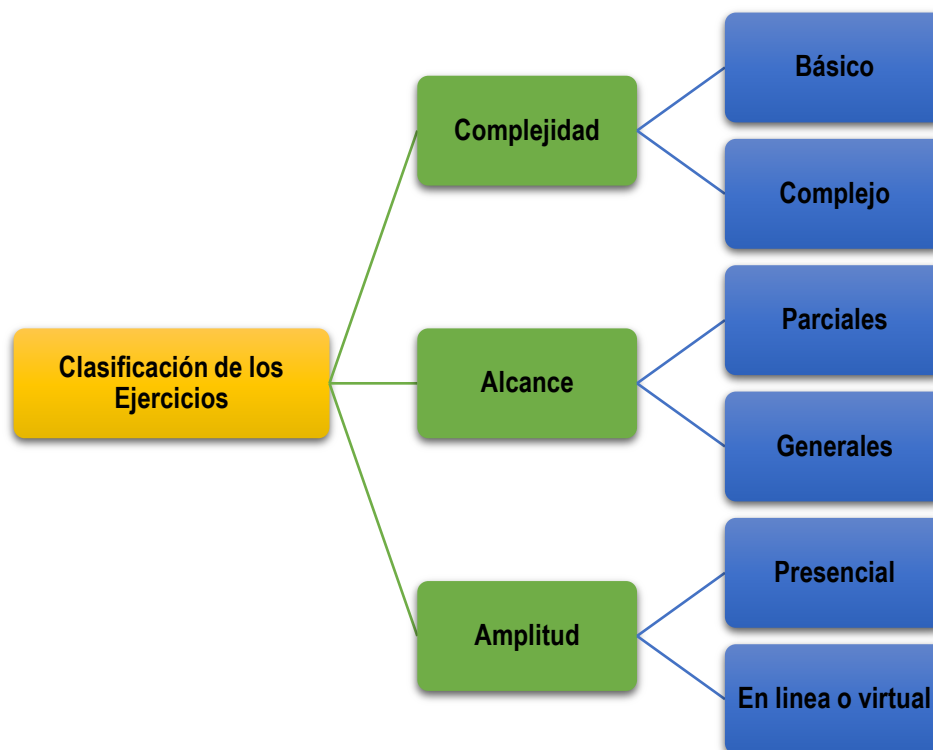 Clasificación de los
Ejercicios
Complejidad
Básico
Complejo
Alcance
Parciales
Generales
Amplitud
Presencial
En linea o virtual